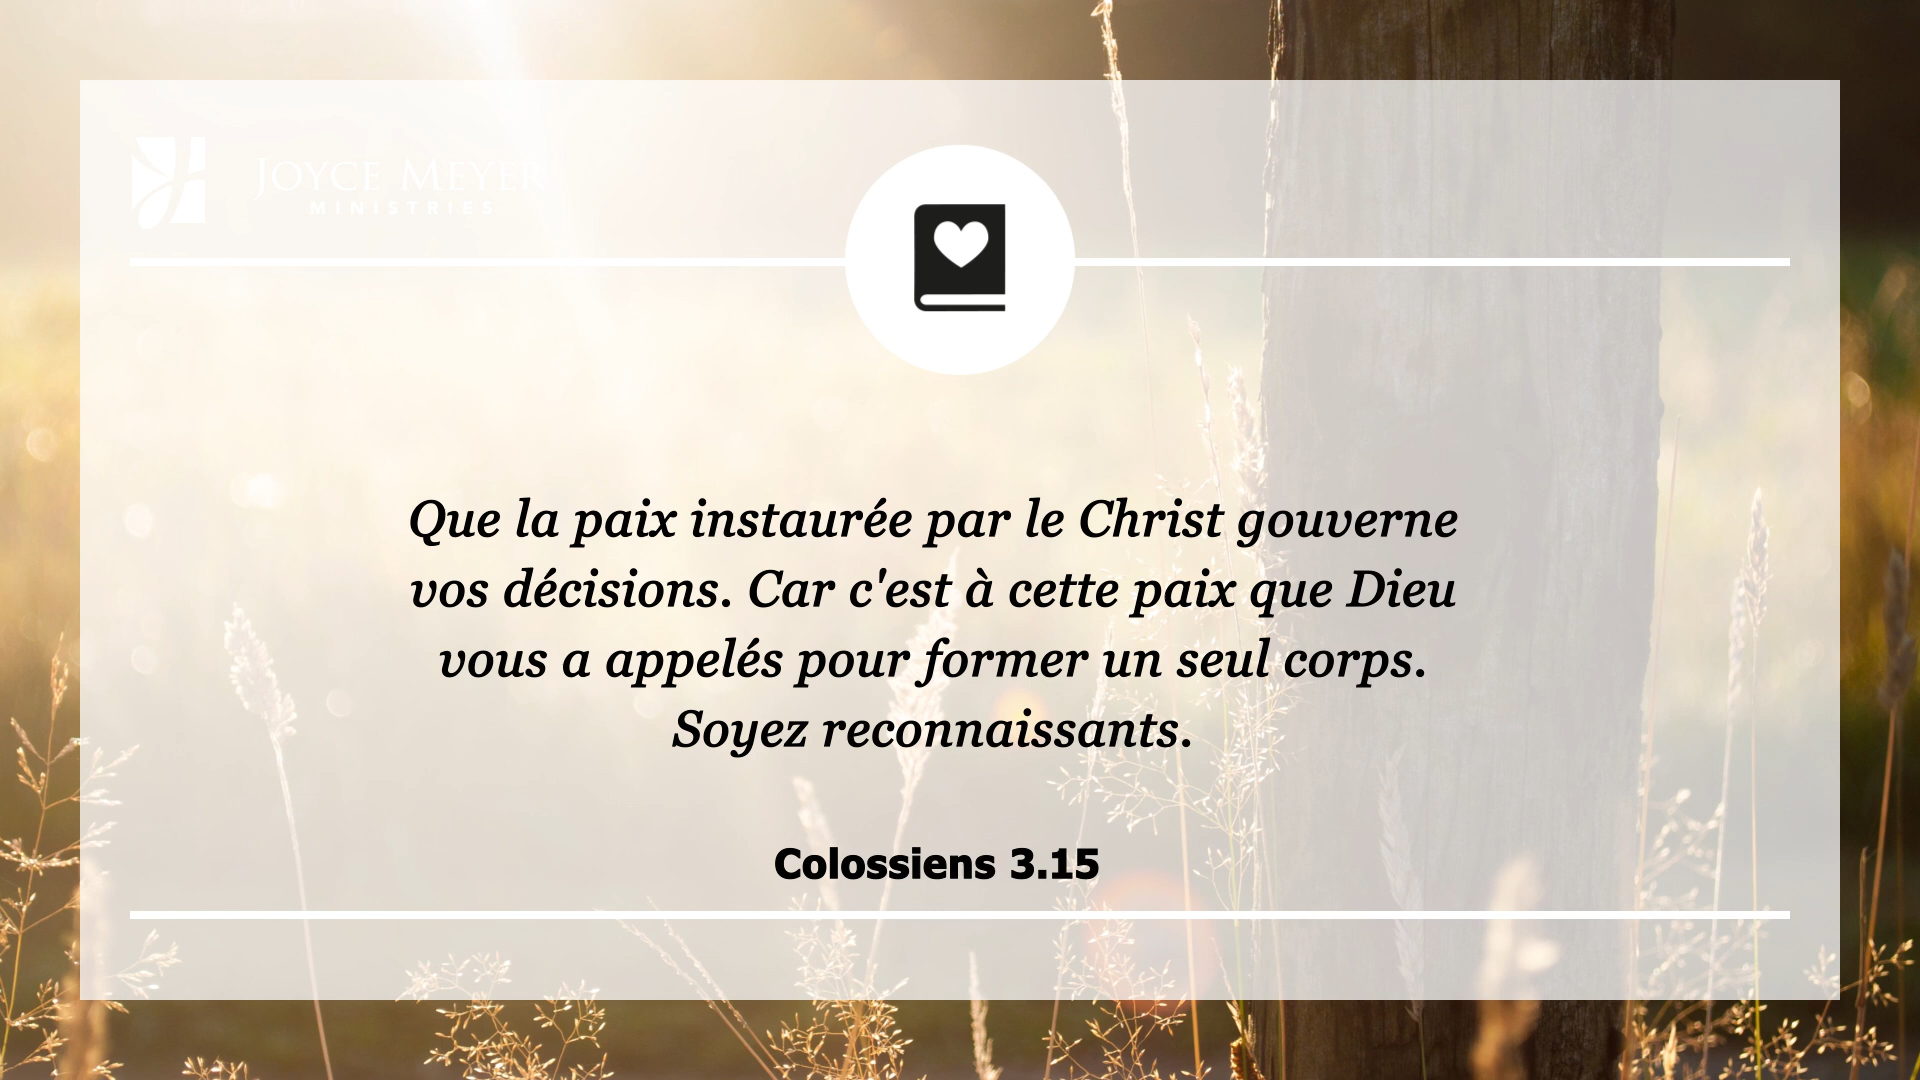 JOYCE MEYER
MINISTRIES
Que la paix instaurée par le Christ gouverne
vos décisions. Car c'est à cette paix que Dieu
vous a appelés pour former un seul corps.
Soyez reconnaissants.
Colossiens 3.15